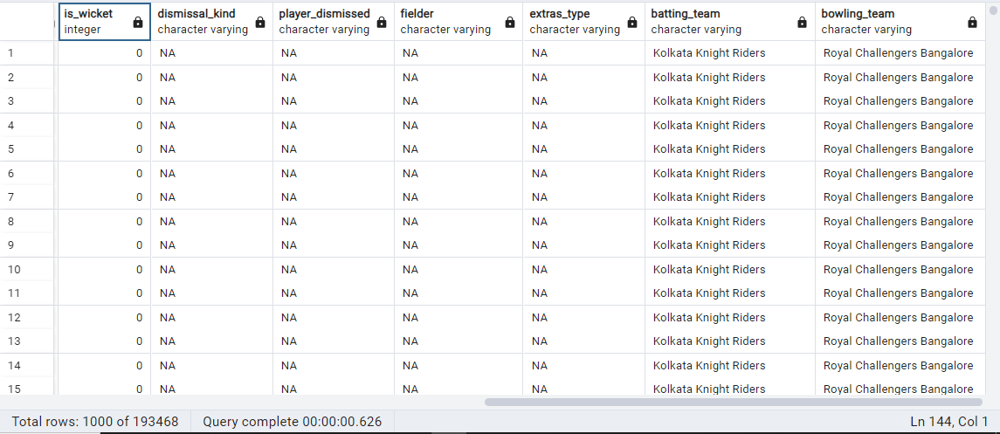 is_wicket dismissal_kind player_dismissed fielder extras_type batting_team bowling_team
integer character varying character varying character varying character varying character varying character varying
1 0 NA NA NA NA Kolkata Knight Riders Royal Challengers Bangalore
2 0 NA NA NA NA Kolkata Knight Riders Royal Challengers Bangalore
3 0 NA NA NA NA Kolkata Knight Riders Royal Challengers Bangalore
4 0 NA NA NA NA Kolkata Knight Riders Royal Challengers Bangalore
5 0 NA NA NA NA Kolkata Knight Riders Royal Challengers Bangalore
6 0 NA NA NA NA Kolkata Knight Riders Royal Challengers Bangalore
7 0 NA NA NA NA Kolkata Knight Riders Royal Challengers Bangalore
8 0 NA NA NA NA Kolkata Knight Riders Royal Challengers Bangalore
9 0 NA NA NA NA Kolkata Knight Riders Royal Challengers Bangalore
10 0 NA NA NA NA Kolkata Knight Riders Royal Challengers Bangalore
11 0 NA NA NA NA Kolkata Knight Riders Royal Challengers Bangalore
12 0 NA NA NA NA Kolkata Knight Riders Royal Challengers Bangalore
13 0 NA NA NA NA Kolkata Knight Riders Royal Challengers Bangalore
14 0 NA NA NA NA Kolkata Knight Riders Royal Challengers Bangalore
15 0 NA NA NA NA Kolkata Knight Riders Royal Challengers Bangalore
Total rows: 1000 of 193468 Query complete 00:00:00.626 Ln 144, Col 1